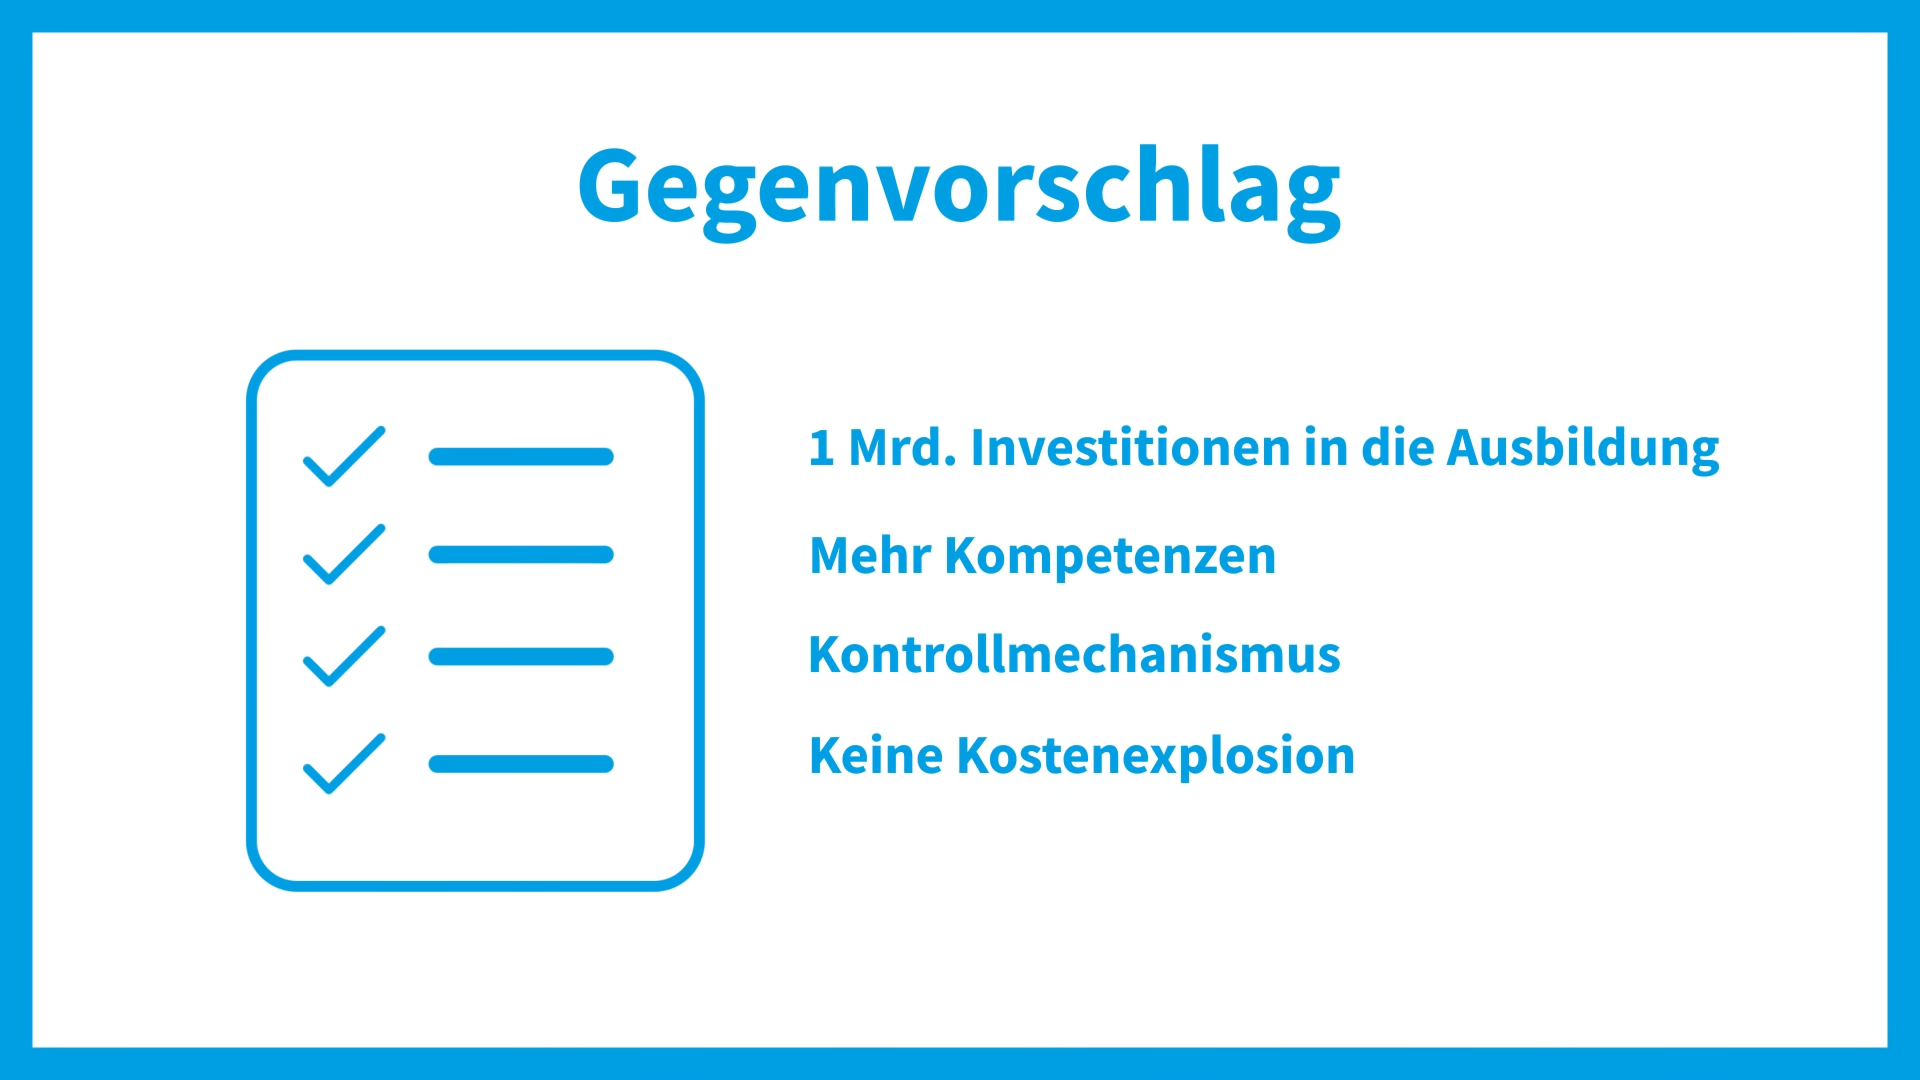 Gegenvorschlag
1 Mrd. Investitionen in die Ausbildung
Mehr Kompetenzen
Kontrollmechanismus
Keine Kostenexplosion